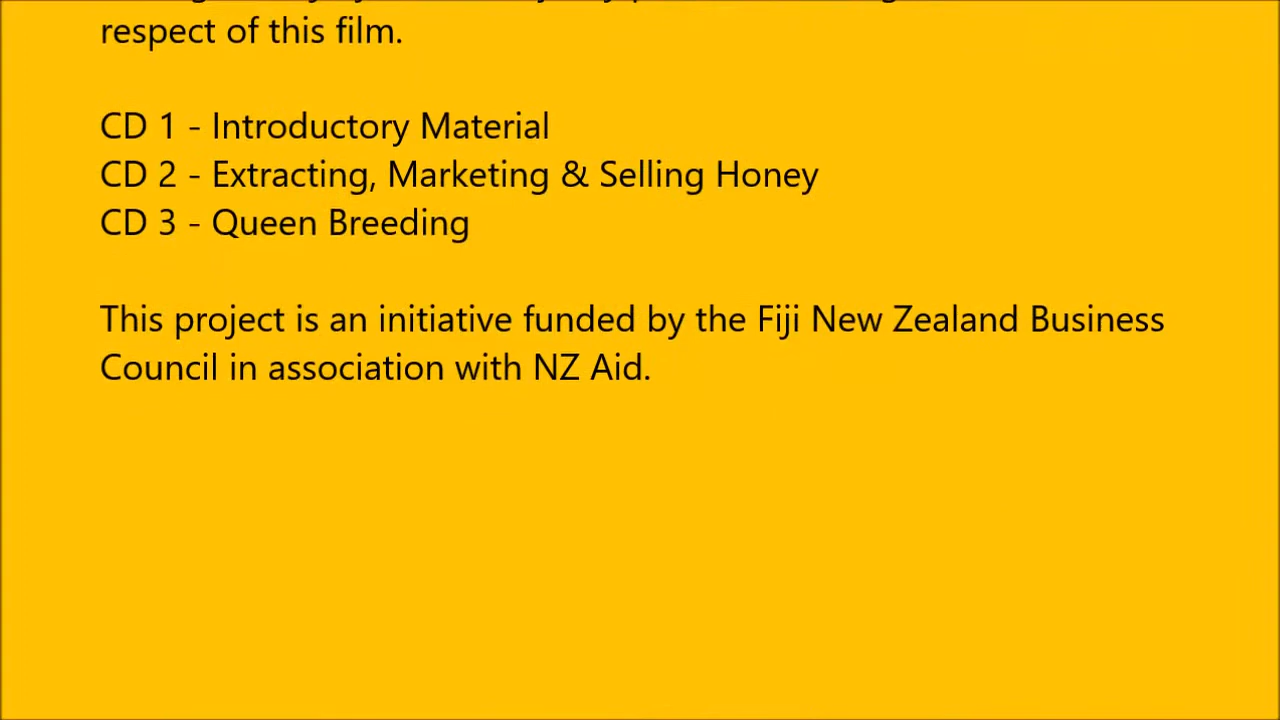 respect of this film.
CD 1 - Introductory Material
CD 2 - Extracting, Marketing & Selling Honey
CD 3 - Queen Breeding
This project is an initiative funded by the Fiji New Zealand Business
Council in association with NZ Aid.